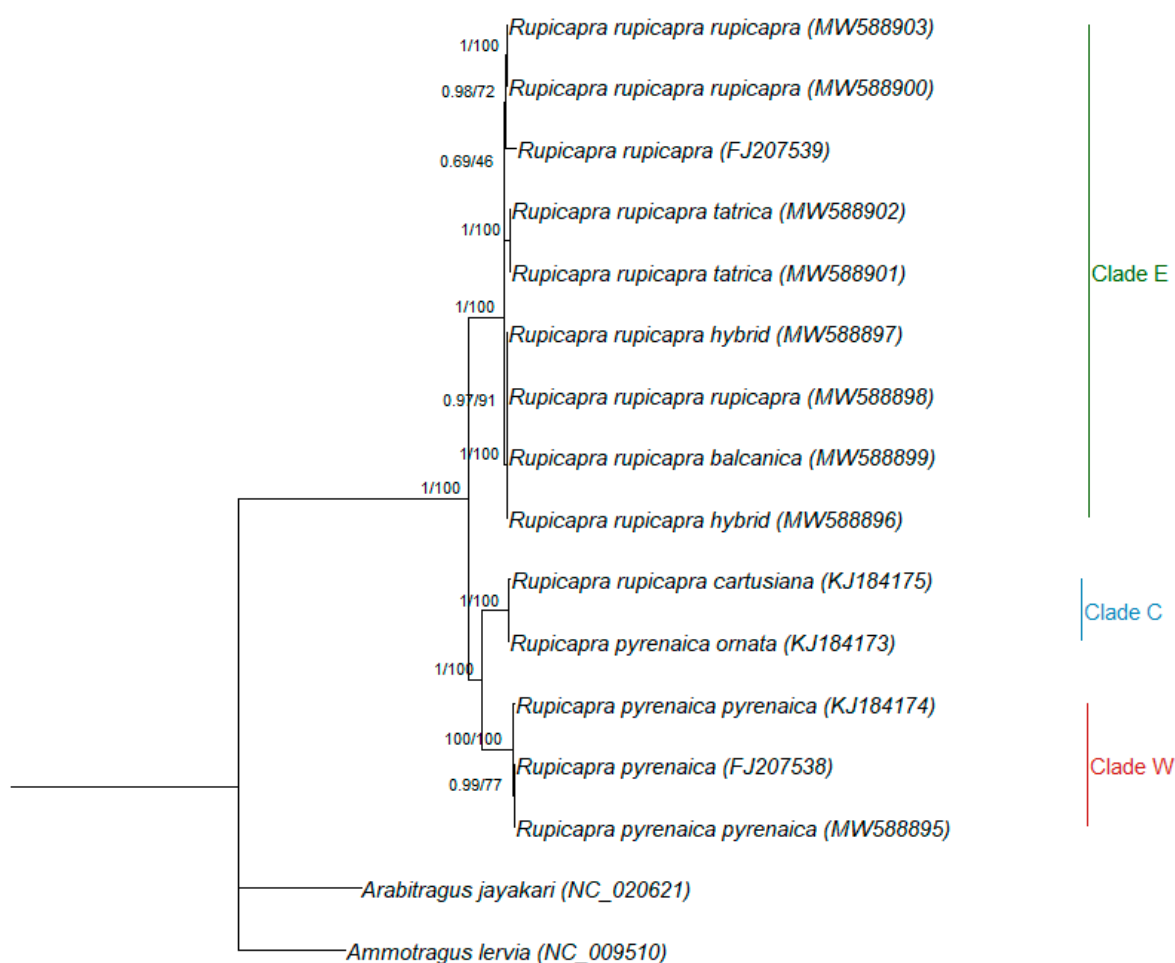 Rupicapra rupicapra rupicapra (MW588903)
1/100
Rupicapra rupicapra rupicapra (MW588900)
0.98/72
Rupicapra rupicapra (FJ207539)
0.69/46
Rupicapra rupicapra tatrica (MW588902)
1/100
Rupicapra rupicapra tatrica (MW588901)
Clade E
1/100
Rupicapra rupicapra hybrid (MW588897)
Rupicapra rupicapra rupicapra (MW588898)
0.97/91
Rupicapra rupicapra balcanica (MW588899)
1/100
1/100
Rupicapra rupicapra hybrid (MW588896)
Rupicapra rupicapra cartusiana (KJ184175)
1/100
Clade C
Rupicapra pyrenaica ornata (KJ184173)
1/100
Rupicapra pyrenaica pyrenaica (KJ184174)
100/100
Rupicapra pyrenaica (FJ207538)
Clade W
0.99/77
Rupicapra pyrenaica pyrenaica (MW588895)
Arabitragus jayakari (NC_020621)
Ammotragus lervia (NC_009510)